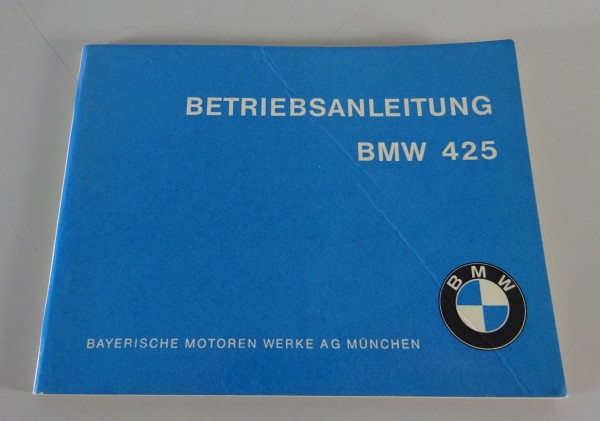 BETRIEBSANLEITUNG
BMW 425
BMW
BAYERISCHE MOTOREN WERKE AG MÜNCHEN